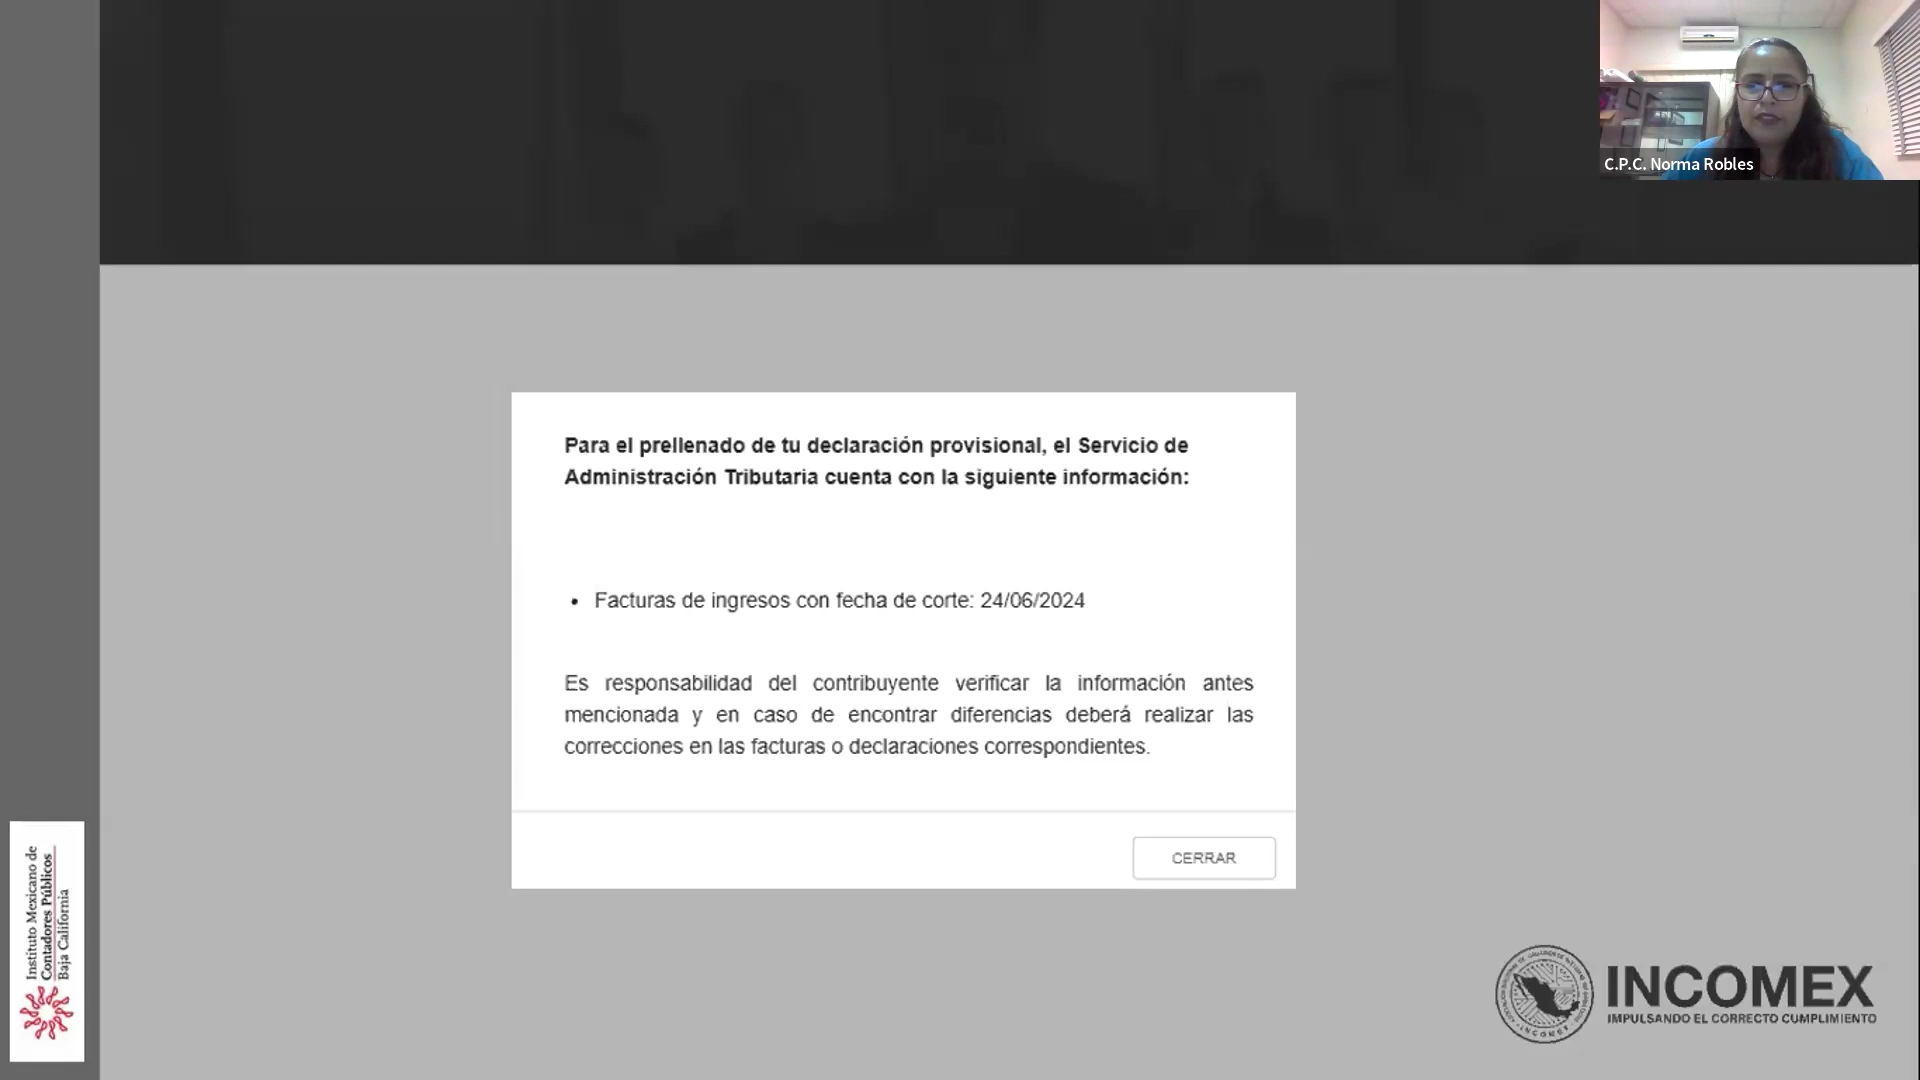 C.P.C. Norma Robles
Para el prellenado de tu declaración provisional, el Servicio de
Administración Tributaria cuenta con la siguiente información:
• Facturas de ingresos con fecha de corte: 24/06/2024
Es responsabilidad del contribuyente verificar la información antes
mencionada y en caso de encontrar diferencias deberá realizar las
correcciones en las facturas o declaraciones correspondientes.
CERRAR
Instituto Mexicano de
Contadores Públicos
Baja California
INCOMEX
IMPULSANDO EL CORRECTO CUMPLIMIENTO